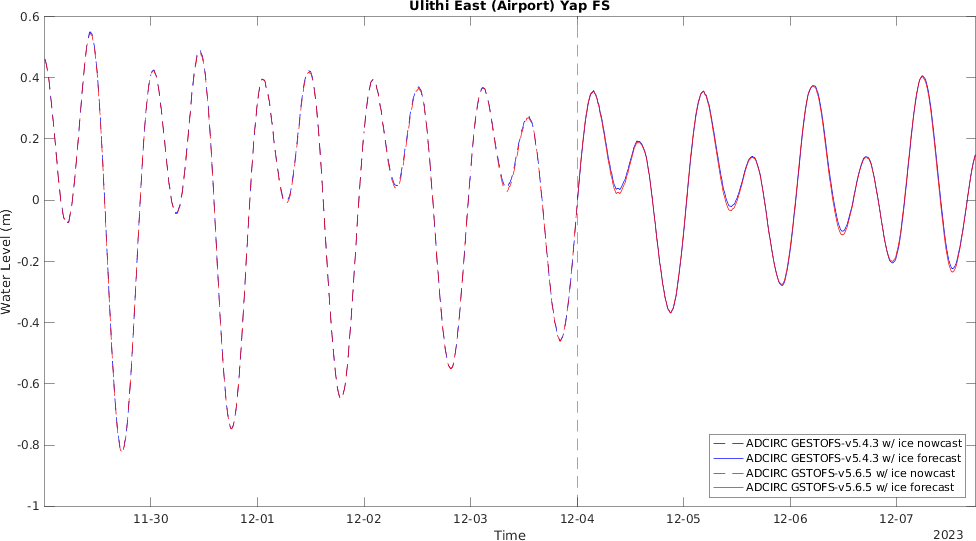 Ulithi East (Airport) Yap FS
0.6
0.4
0.2
0
-0.2
-0.4
-0.6
-0.8
-1
Water Level (m)
ADCIRC GESTOFS-v5.4.3 w/ ice nowcast
ADCIRC GESTOFS-v5.4.3 w/ ice forecast
ADCIRC GSTOFS-v5.6.5 w/ ice nowcast
ADCIRC GSTOFS-v5.6.5 w/ ice forecast
11-30 12-01 12-02 12-03 12-04 12-05 12-06 12-07
Time
2023